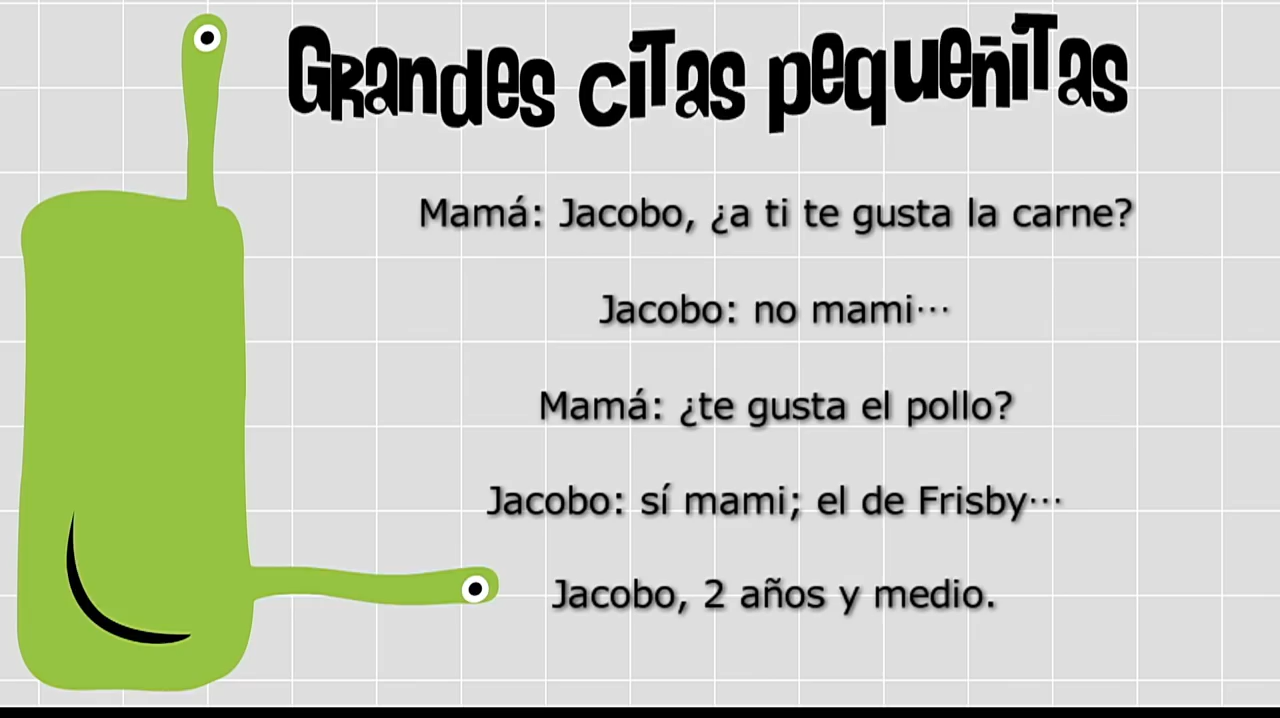 Grandes citas pequeñitas
Mamá: Jacobo, ¿a ti te gusta la carne?
Jacobo: no mami…
Mamá: ¿te gusta el pollo?
Jacobo: sí mami; el de Frisby…
Jacobo, 2 años y medio.